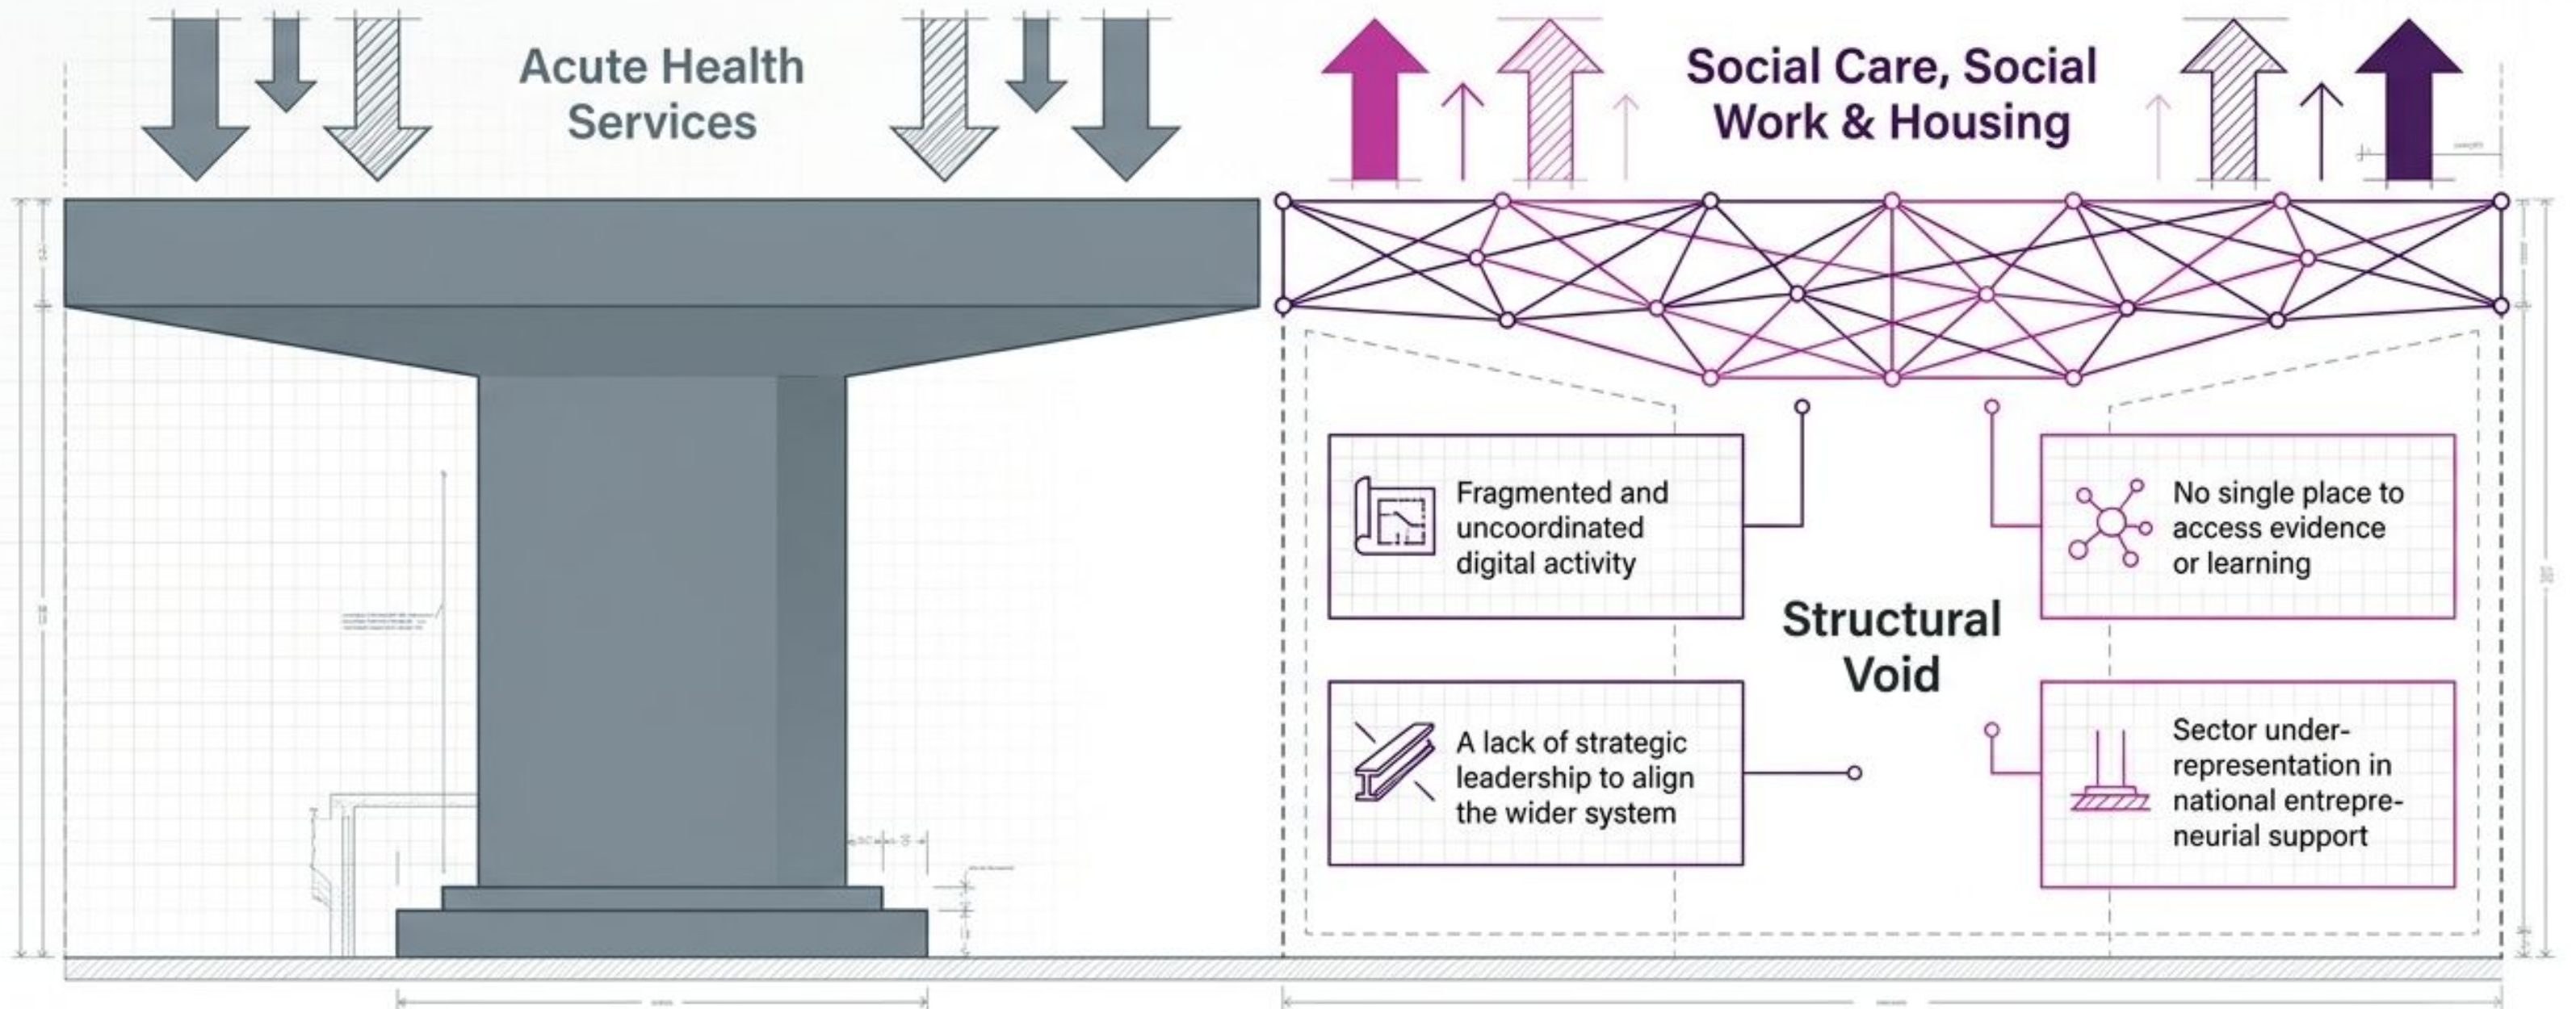 Acute Health
Services
Social Care, Social
Work & Housing
Fragmented and
uncoordinated
digital activity
No single place to
access evidence
or learning
Structural
Void
A lack of strategic
leadership to align
the wider system
Sector under-
representation in
national entrepre-
neurial support